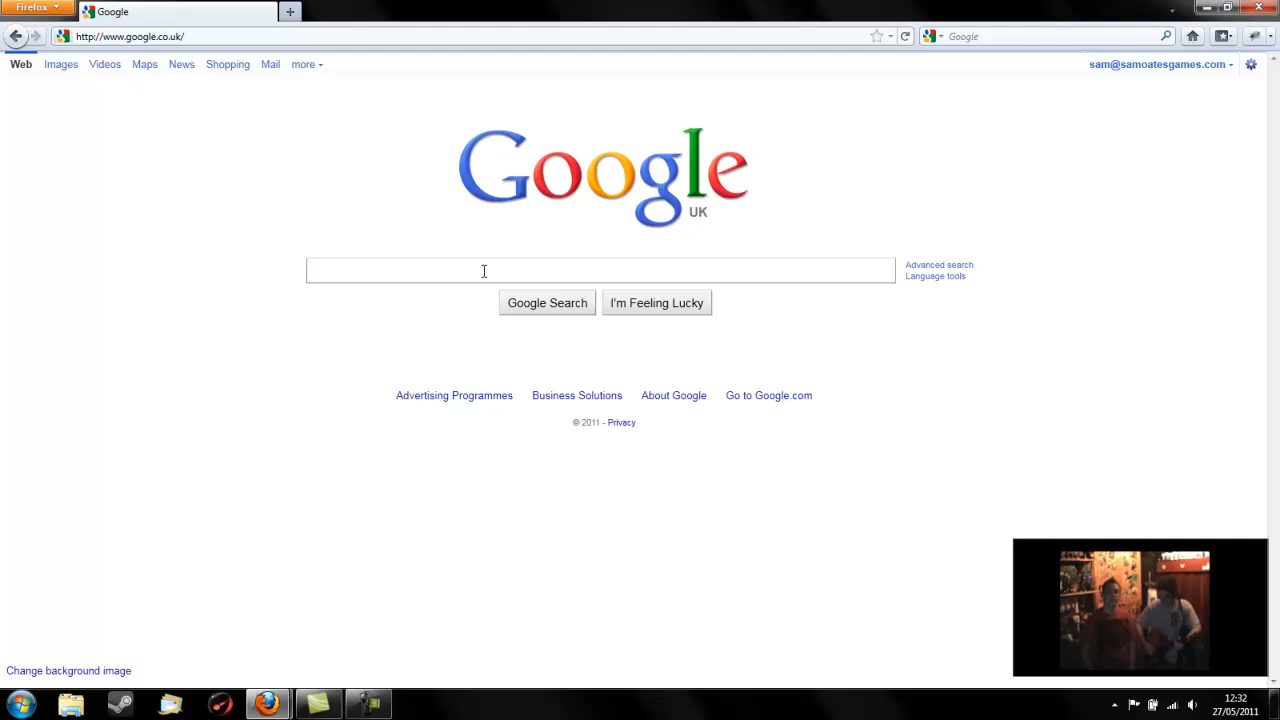 Firefox
Google
http://www.google.co.uk/
Google
Web Images Videos Maps News Shopping Mail more
sam@samoatesgames.com
Google
UK
Advanced search
Language tools
Google Search
I'm Feeling Lucky
Advertising Programmes Business Solutions About Google Go to Google.com
© 2011 - Privacy
Change background image
12:32
27/05/2011